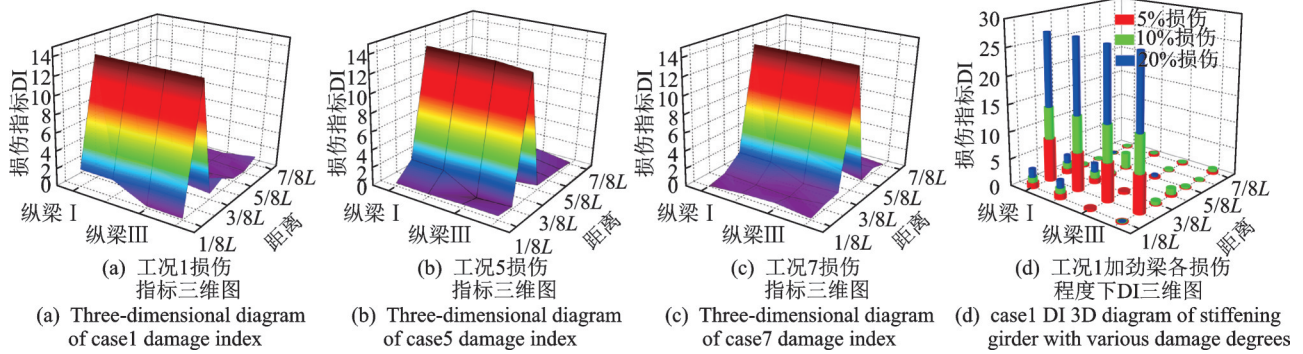 损伤指标DI
14
12
10
8
6
4
2
0
纵梁 I
纵梁III
1/8L
3/8L
5/8L
7/8L
距离
(a) 工况1损伤
指标三维图
(a) Three-dimensional diagram
of case1 damage index
损伤指标DI
14
12
10
8
6
4
2
0
纵梁 I
纵梁III
1/8L
3/8L
5/8L
7/8L
距离
(b) 工况5损伤
指标三维图
(b) Three-dimensional diagram
of case5 damage index
损伤指标DI
14
12
10
8
6
4
2
0
纵梁 I
纵梁III
1/8L
3/8L
5/8L
7/8L
距离
(c) 工况7损伤
指标三维图
(c) Three-dimensional diagram
of case7 damage index
损伤指标DI
30
25
20
15
10
5
0
5%损伤
10%损伤
20%损伤
纵梁 I
纵梁 III
1/8L
3/8L
5/8L
7/8L
距离
(d) 工况1加劲梁各损伤
程度下DI三维图
(d) case1 DI 3D diagram of stiffening
girder with various damage degrees